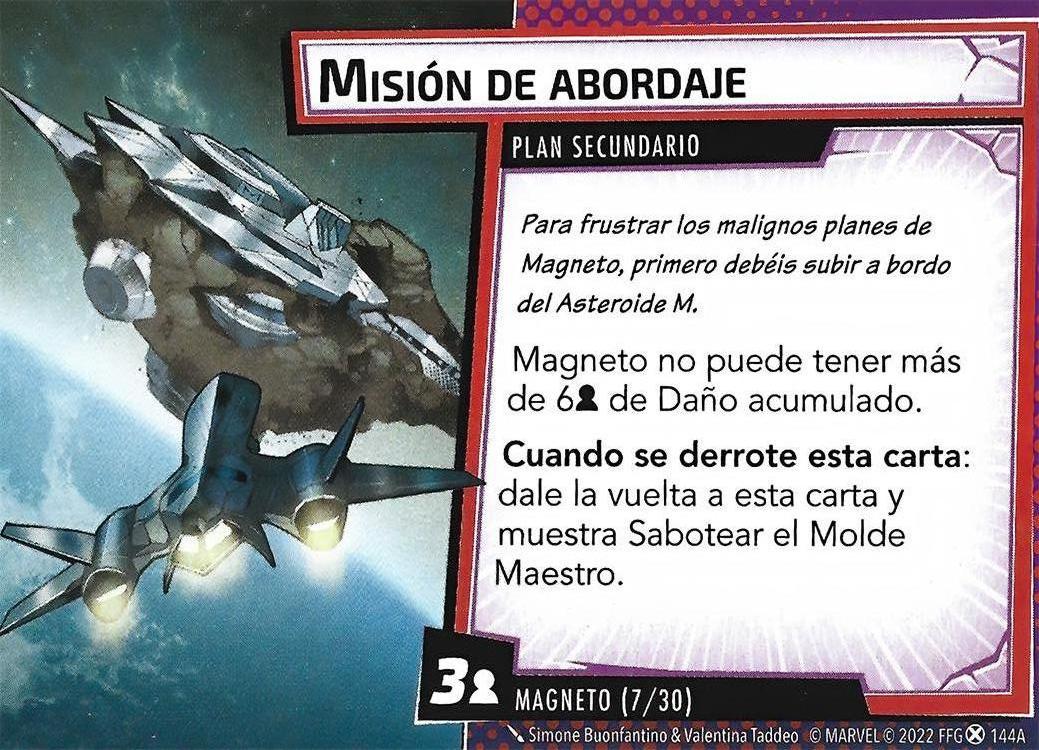 MISIÓN DE ABORDAJE
PLAN SECUNDARIO
Para frustrar los malignos planes de
Magneto, primero debéis subir a bordo
del Asteroide M.
Magneto no puede tener más
de 6 de Daño acumulado.
Cuando se derrote esta carta:
dale la vuelta a esta carta y
muestra Sabotear el Molde
Maestro.
3
MAGNETO (7/30)
Simone Buonfantino & Valentina Taddeo © MARVEL © 2022 FFG 144A